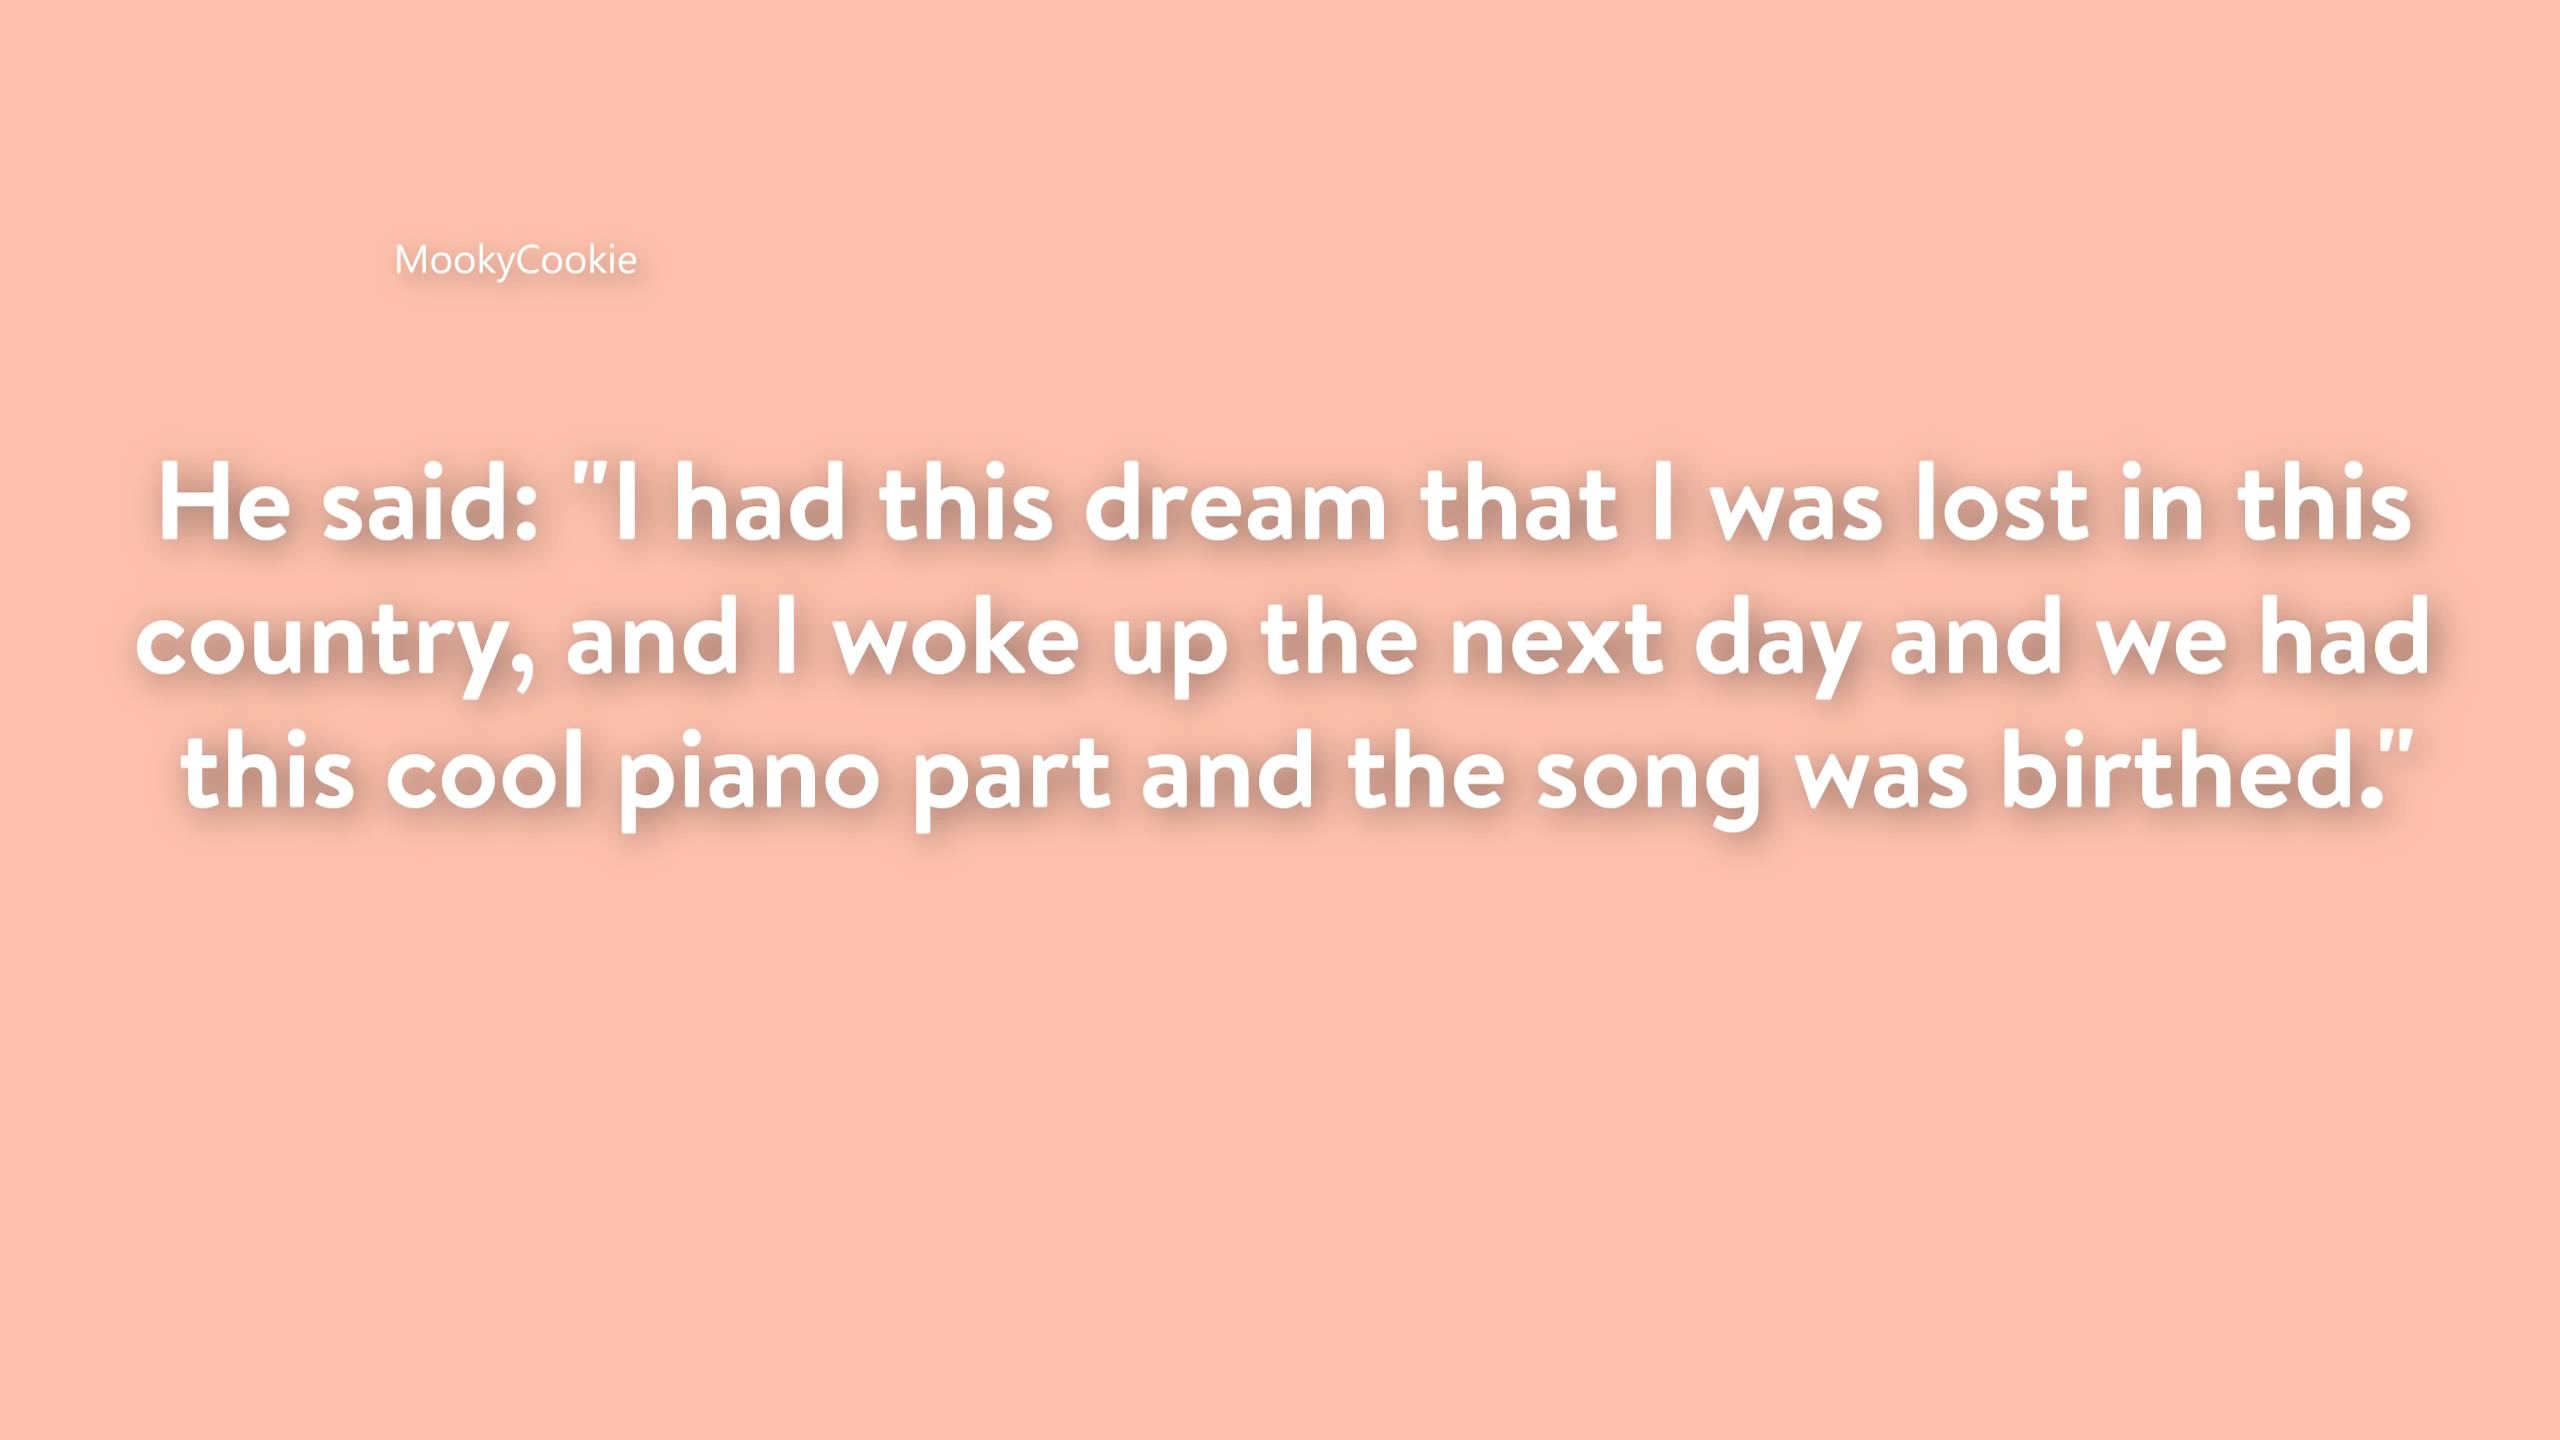 MookyCookie
He said: "I had this dream that I was lost in this
country, and I woke up the next day and we had
this cool piano part and the song was birthed."